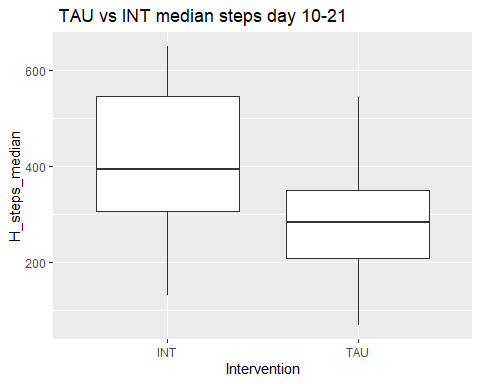 TAU vs INT median steps day 10-21
H_steps_median
600
400
200
INT
TAU
Intervention